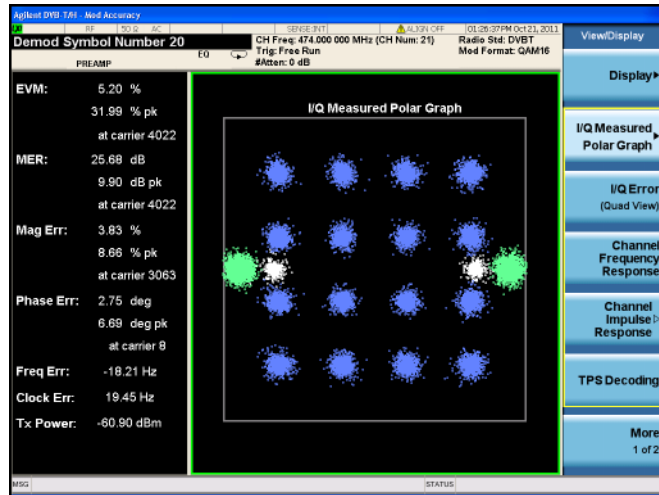 Agilent DVB-T/H - Mod Accuracy
RF 50 Ω AC SENSE:INT ALIGN OFF 01:26:37PM Oct 21, 2011
Demod Symbol Number 20
CH Freq: 474.000 000 MHz (CH Num: 21) Radio Std: DVBT
EQ Trig: Free Run Mod Format: QAM16
#Atten: 0 dB
PREAMP
EVM: 5.20 %
31.99 % pk
at carrier 4022
MER: 25.68 dB
9.90 dB pk
at carrier 4022
Mag Err: 3.83 %
8.66 % pk
at carrier 3063
Phase Err: 2.75 deg
6.69 deg pk
at carrier 8
Freq Err: -18.21 Hz
Clock Err: 19.45 Hz
Tx Power: -60.90 dBm
I/Q Measured Polar Graph
View/Display
Display
I/Q Measured
Polar Graph
I/Q Error
(Quad View)
Channel
Frequency
Response
Channel
Impulse
Response
TPS Decoding
More
1 of 2
MSG STATUS